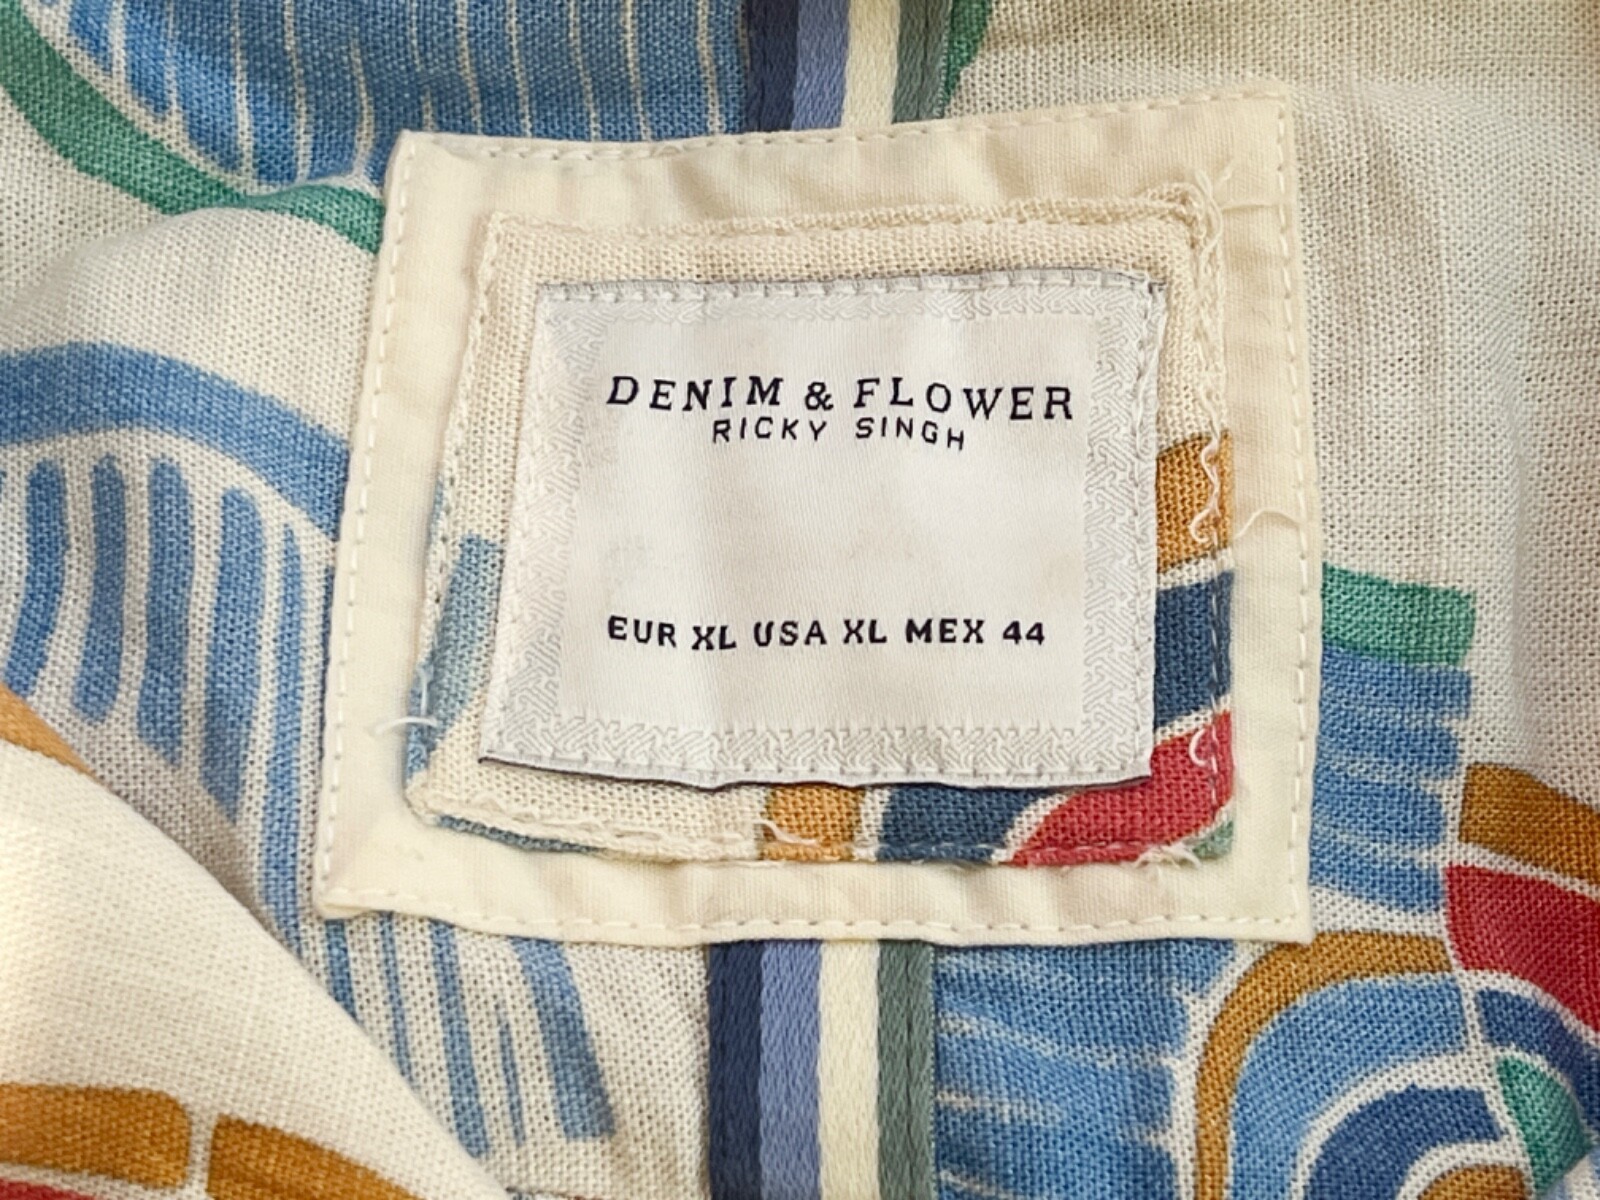 DENIM & FLOWER
RICKY SINGH
EUR XL USA XL MEX 44